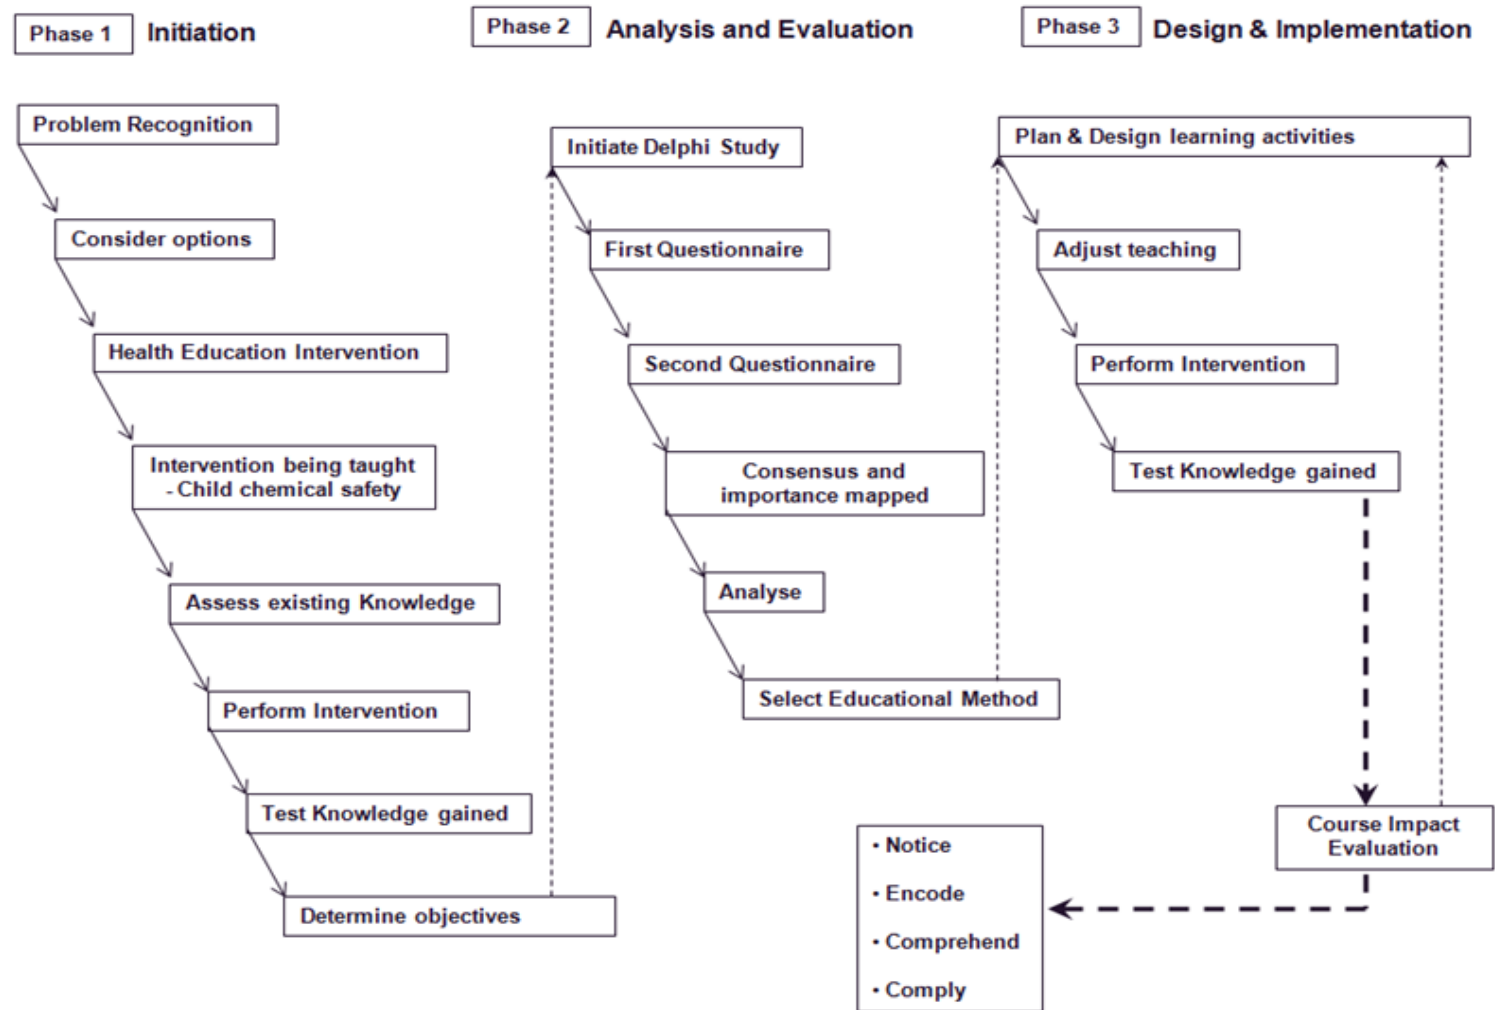 Phase 1
Initiation
Problem Recognition
Consider options
Health Education Intervention
Intervention being taught
- Child chemical safety
Assess existing Knowledge
Perform Intervention
Test Knowledge gained
Determine objectives
Phase 2
Analysis and Evaluation
Initiate Delphi Study
First Questionnaire
Second Questionnaire
Consensus and
importance mapped
Analyse
Select Educational Method
Phase 3
Design & Implementation
Plan & Design learning activities
Adjust teaching
Perform Intervention
Test Knowledge gained
Course Impact
Evaluation
• Notice
• Encode
• Comprehend
• Comply